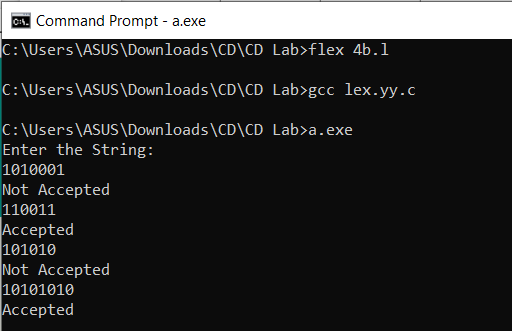 Command Prompt - a.exe
C:\Users\ASUS\Downloads\CD\CD Lab>flex 4b.l
C:\Users\ASUS\Downloads\CD\CD Lab>gcc lex.yy.c
C:\Users\ASUS\Downloads\CD\CD Lab>a.exe
Enter the String:
1010001
Not Accepted
110011
Accepted
101010
Not Accepted
10101010
Accepted